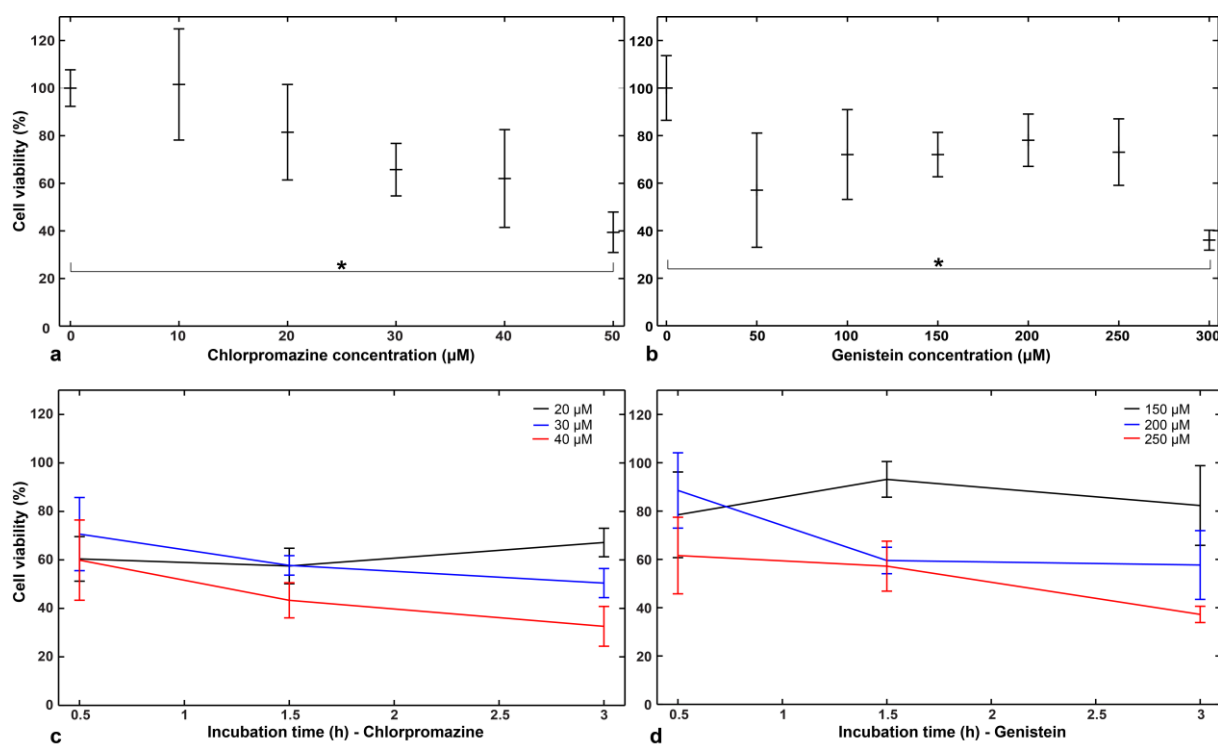 120
100
80
60
40
20
0
Cell viability (%)
*
0 10 20 30 40 50
a Chlorpromazine concentration (µM)
120
100
80
60
40
20
0
*
0 50 100 150 200 250 300
b Genistein concentration (µM)
120
100
80
60
40
20
0
Cell viability (%)
20 µM
30 µM
40 µM
0.5 1 1.5 2 2.5 3
c Incubation time (h) - Chlorpromazine
120
100
80
60
40
20
0
150 µM
200 µM
250 µM
0.5 1 1.5 2 2.5 3
d Incubation time (h) - Genistein